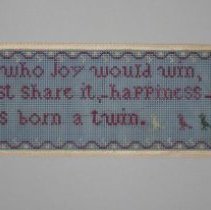 who Joy would win,
st share it,-happiness-
s born a twin.